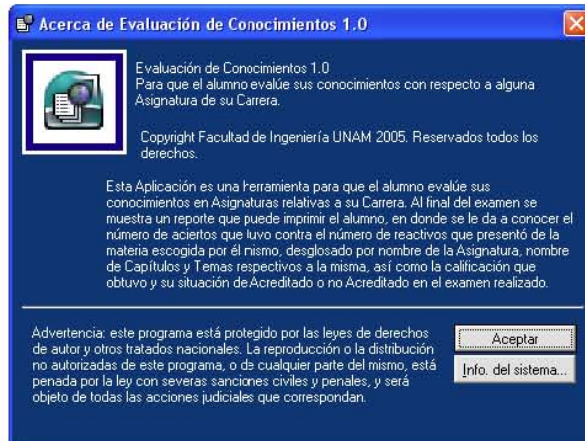 Acerca de Evaluación de Conocimientos 1.0
Evaluación de Conocimientos 1.0
Para que el alumno evalúe sus conocimientos con respecto a alguna
Asignatura de su Carrera.
Copyright Facultad de Ingeniería UNAM 2005. Reservados todos los
derechos.
Esta Aplicación es una herramienta para que el alumno evalúe sus
conocimientos en Asignaturas relativas a su Carrera. Al final del examen se
muestra un reporte que puede imprimir el alumno, en donde se le da a conocer el
número de aciertos que tuvo contra el número de reactivos que presentó de la
materia escogida por él mismo, desglosado por nombre de la Asignatura, nombre
de Capítulos y Temas respectivos a la misma, así como la calificación que
obtuvo y su situación de Acreditado o no Acreditado en el examen realizado.
Advertencia: este programa está protegido por las leyes de derechos
de autor y otros tratados nacionales. La reproducción o la distribución
no autorizadas de este programa, o de cualquier parte del mismo, está
penada por la ley con severas sanciones civiles y penales, y será
objeto de todas las acciones judiciales que correspondan.
Aceptar
Info. del sistema...